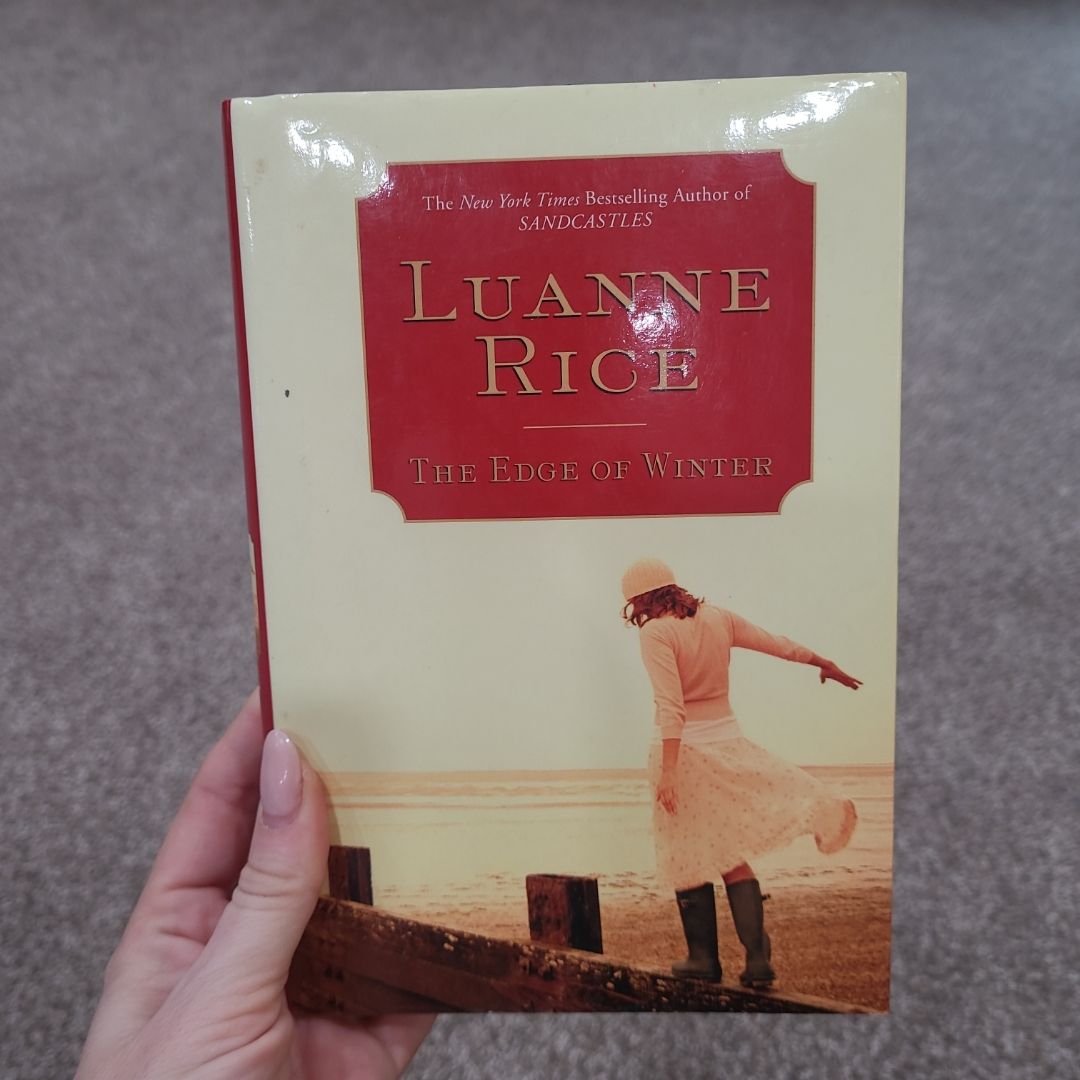 The New York Times Bestselling Author of
SANDCASTLES
LUANNE
RICE
THE EDGE OF WINTER